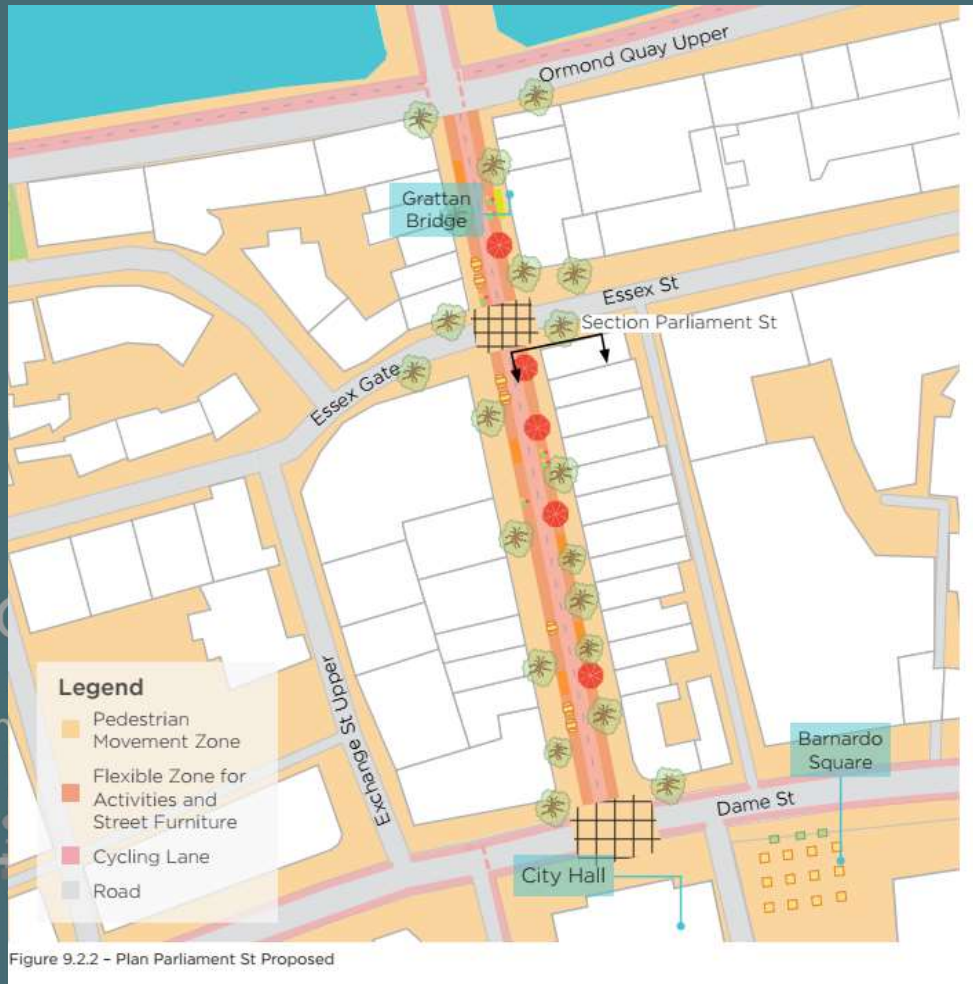 Ormond Quay Upper
Grattan
Bridge
Essex St
Section Parliament St
Essex Gate
Exchange St Upper
Legend
Pedestrian
Movement Zone
Flexible Zone for
Activities and
Street Furniture
Cycling Lane
Road
Barnardo
Square
Dame St
City Hall
Figure 9.2.2 – Plan Parliament St Proposed